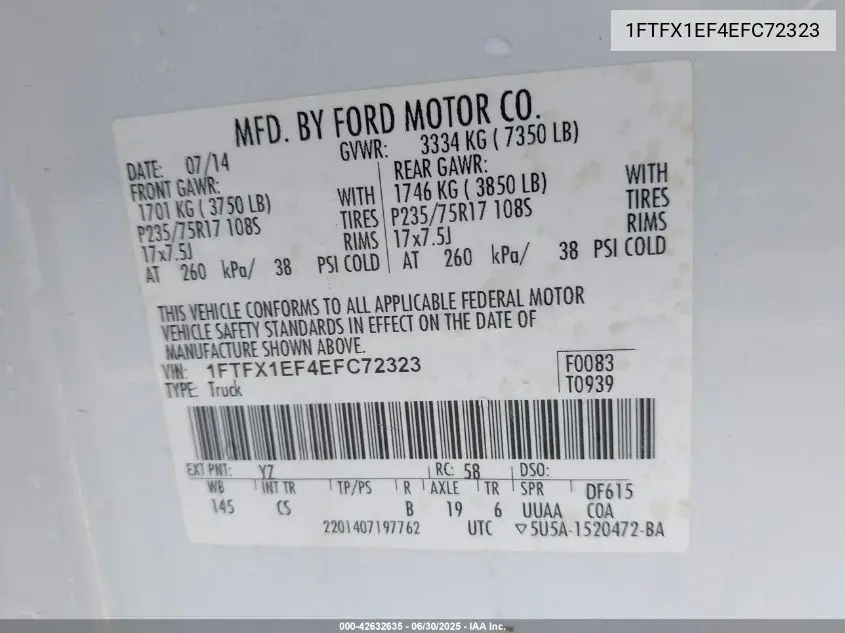 1FTFX1EF4EFC72323
MFD. BY FORD MOTOR CO.
DATE: 07/14 GVWR: 3334 KG ( 7350 LB)
FRONT GAWR: REAR GAWR:
1701 KG ( 3750 LB) WITH 1746 KG ( 3850 LB) WITH
P235/75R17 108S TIRES P235/75R17 108S TIRES
17x7.5J RIMS 17x7.5J RIMS
AT 260 kPa/ 38 PSI COLD AT 260 kPa/ 38 PSI COLD
THIS VEHICLE CONFORMS TO ALL APPLICABLE FEDERAL MOTOR
VEHICLE SAFETY STANDARDS IN EFFECT ON THE DATE OF
MANUFACTURE SHOWN ABOVE.
VIN: 1FTFX1EF4EFC72323 F0083
TYPE: Truck T0939
EXT PNT: YZ RC: 58 DSO:
WB INT TR TP/PS R AXLE TR SPR DF615
145 CS B 19 6 UUAA COA
2201407197762 UTC ▽5U5A-1520472-BA
000-42632635 - 06/30/2025 - IAA Inc.